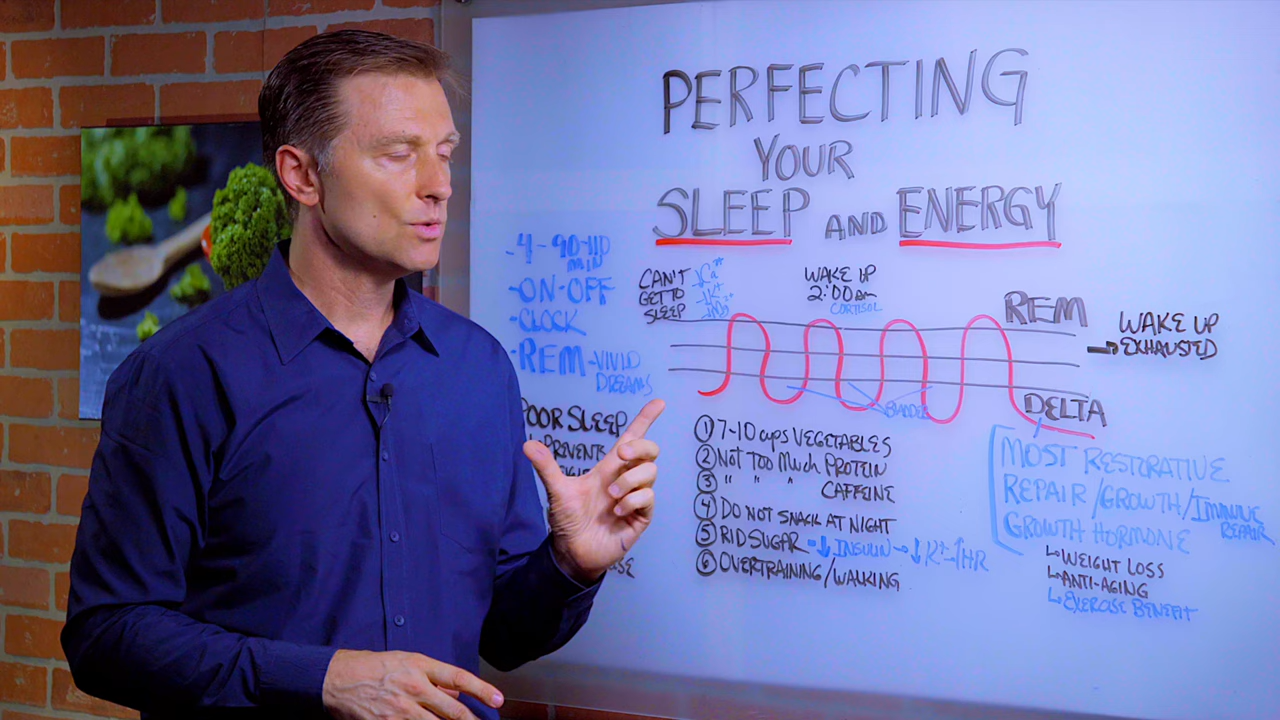 PERFECTING
YOUR
SLEEP AND ENERGY
-4-90-110
MIN
-ON-OFF
-CLOCK
-REM-VIVID
DREAMS
POOR SLEEP
PREVENTS
CAN'T
GET TO
SLEEP
WAKE UP
2:00am
CORTISOL
REM
WAKE UP
EXHAUSTED
BLADDER
DELTA
① 7-10 cups VEGETABLES
② NOT TOO MUCH PROTEIN
③ " " " CAFFEINE
④ DO NOT SNACK AT NIGHT
⑤ RID SUGAR - ↓ INSULIN → ↓ K⁺ → ↑HR
⑥ OVERTRAINING/WALKING
MOST RESTORATIVE
REPAIR/GROWTH/IMMUNE
REPAIR
GROWTH HORMONE
↳WEIGHT LOSS
↳ANTI-AGING
↳EXERCISE BENEFIT